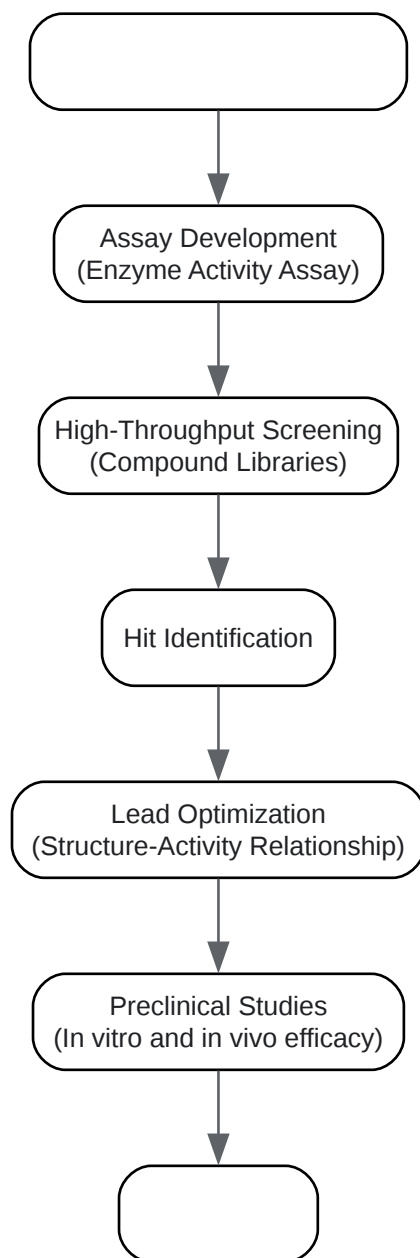 Assay Development
(Enzyme Activity Assay)
High-Throughput Screening
(Compound Libraries)
Hit Identification
Lead Optimization
(Structure-Activity Relationship)
Preclinical Studies
(In vitro and in vivo efficacy)